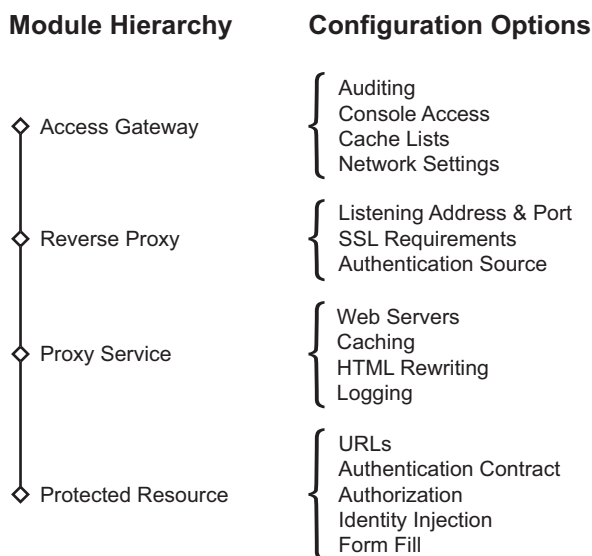 Module Hierarchy
Configuration Options
Access Gateway
Auditing
Console Access
Cache Lists
Network Settings
Reverse Proxy
Listening Address & Port
SSL Requirements
Authentication Source
Proxy Service
Web Servers
Caching
HTML Rewriting
Logging
Protected Resource
URLs
Authentication Contract
Authorization
Identity Injection
Form Fill